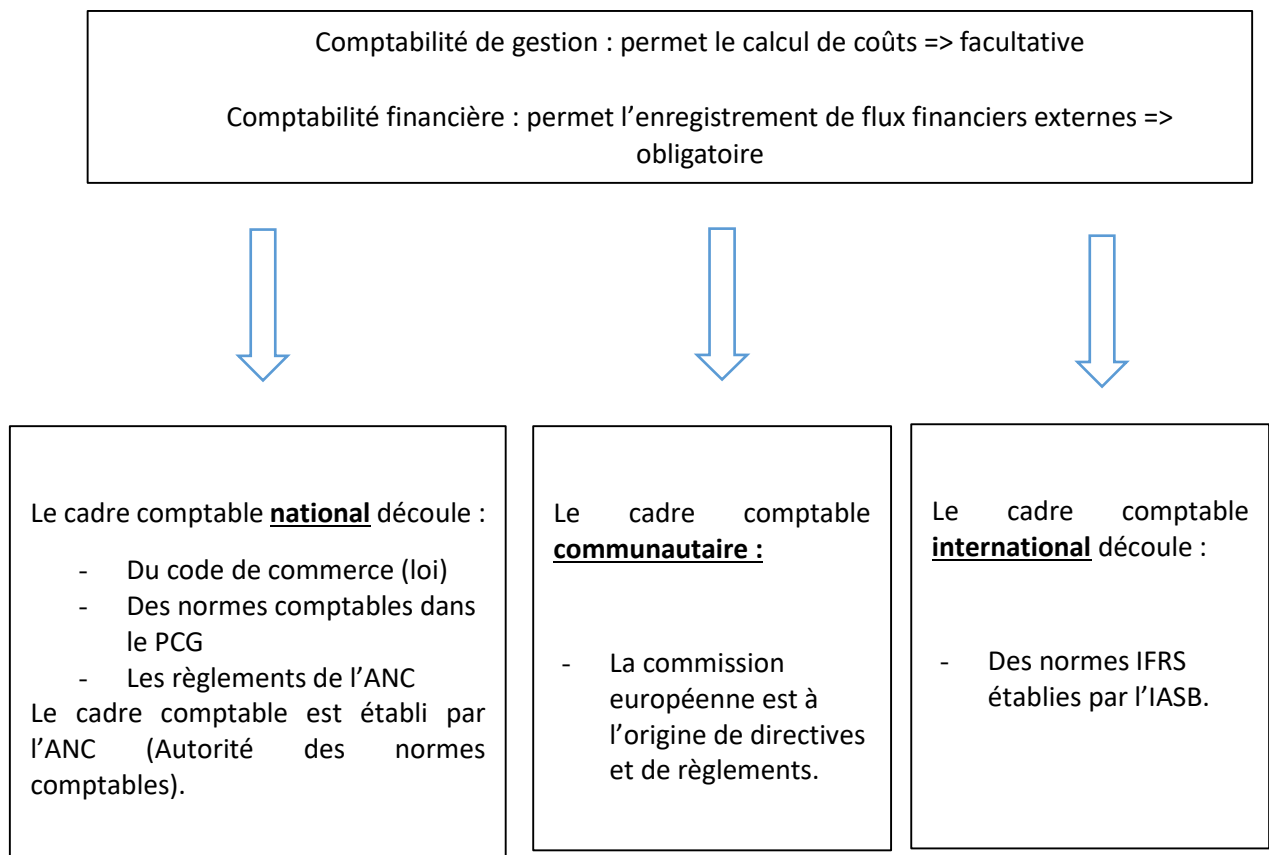 Comptabilité de gestion : permet le calcul de coûts => facultative
Comptabilité financière : permet l’enregistrement de flux financiers externes =>
obligatoire
Le cadre comptable national découle :
- Du code de commerce (loi)
- Des normes comptables dans
le PCG
- Les règlements de l’ANC
Le cadre comptable est établi par
l’ANC (Autorité des normes
comptables).
Le cadre comptable
communautaire :
- La commission
européenne est à
l’origine de directives
et de règlements.
Le cadre comptable
international découle :
- Des normes IFRS
établies par l’IASB.